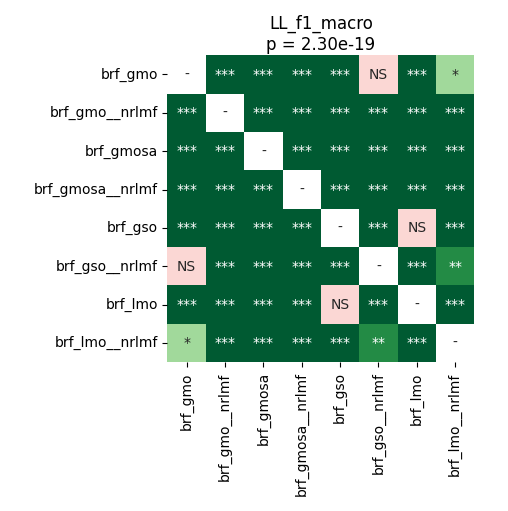 LL_f1_macro
p = 2.30e-19
brf_gmo - *** *** *** *** NS *** *
brf_gmo__nrlmf *** - *** *** *** *** *** ***
brf_gmosa *** *** - *** *** *** *** ***
brf_gmosa__nrlmf *** *** *** - *** *** *** ***
brf_gso *** *** *** *** - *** NS ***
brf_gso__nrlmf NS *** *** *** *** - *** **
brf_lmo *** *** *** *** NS *** - ***
brf_lmo__nrlmf * *** *** *** *** ** *** -
brf_gmo
brf_gmo__nrlmf
brf_gmosa
brf_gmosa__nrlmf
brf_gso
brf_gso__nrlmf
brf_lmo
brf_lmo__nrlmf